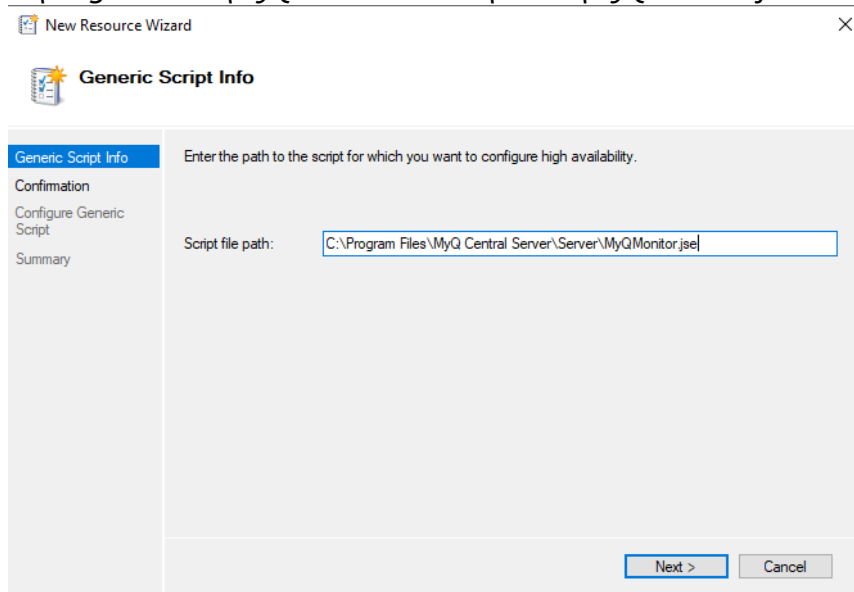 New Resource Wizard
Generic Script Info
Generic Script Info
Confirmation
Configure Generic
Script
Summary
Enter the path to the script for which you want to configure high availability.
Script file path:
C:\Program Files\MyQ Central Server\Server\MyQMonitor.jse
Next >
Cancel